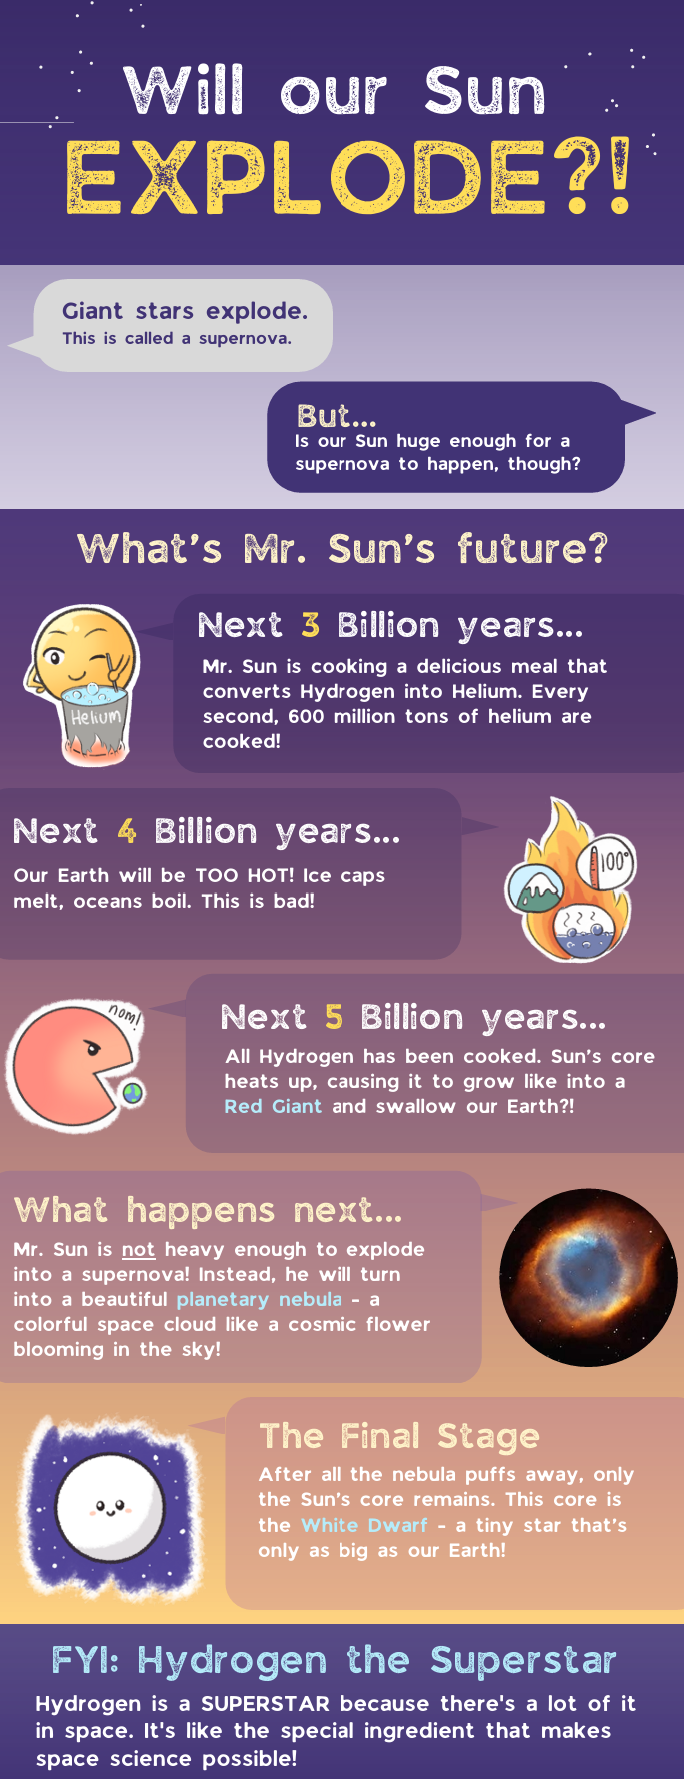 Will our Sun
EXPLODE?!
Giant stars explode.
This is called a supernova.
But...
Is our Sun huge enough for a
supernova to happen, though?
What's Mr. Sun's future?
Next 3 Billion years...
Mr. Sun is cooking a delicious meal that
converts Hydrogen into Helium. Every
second, 600 million tons of helium are
cooked!
Helium
Next 4 Billion years...
Our Earth will be TOO HOT! Ice caps
melt, oceans boil. This is bad!
100°
nom!
Next 5 Billion years...
All Hydrogen has been cooked. Sun's core
heats up, causing it to grow like into a
Red Giant and swallow our Earth?!
What happens next...
Mr. Sun is not heavy enough to explode
into a supernova! Instead, he will turn
into a beautiful planetary nebula - a
colorful space cloud like a cosmic flower
blooming in the sky!
The Final Stage
After all the nebula puffs away, only
the Sun's core remains. This core is
the White Dwarf - a tiny star that's
only as big as our Earth!
FYI: Hydrogen the Superstar
Hydrogen is a SUPERSTAR because there's a lot of it
in space. It's like the special ingredient that makes
space science possible!